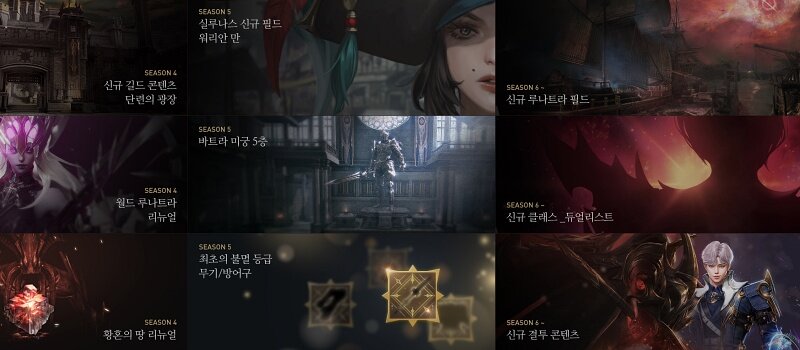 SEASON 4
신규 길드 콘텐츠
단련의 광장
SEASON 4
월드 루나트라
리뉴얼
SEASON 4
황혼의 땅 리뉴얼
SEASON 5
실루나스 신규 필드
워리안 만
SEASON 5
바트라 미궁 5층
SEASON 5
최초의 불멸 등급
무기/방어구
SEASON 6 ~
신규 루나트라 필드
SEASON 6 ~
신규 클래스 _듀얼리스트
SEASON 6 ~
신규 결투 콘텐츠